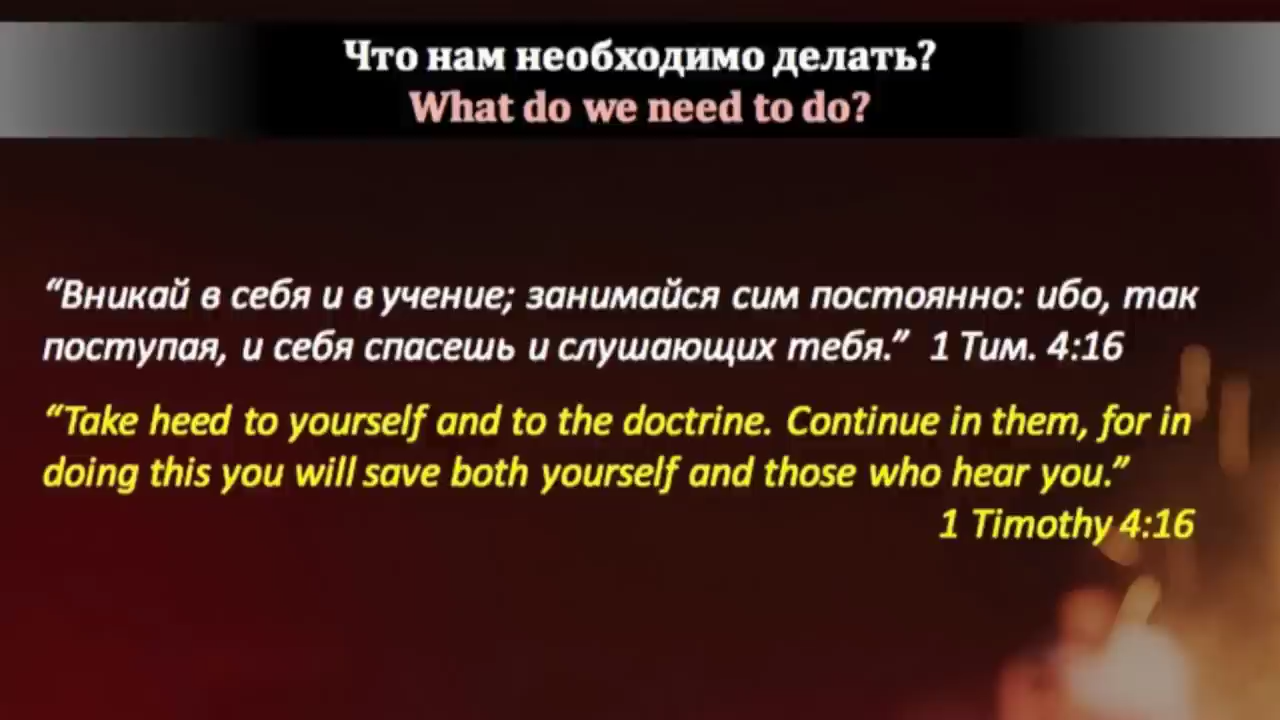 Что нам необходимо делать?
What do we need to do?
“Вникай в себя и в учение; занимайся сим постоянно: ибо, так
поступая, и себя спасешь и слушающих тебя.” 1 Тим. 4:16
“Take heed to yourself and to the doctrine. Continue in them, for in
doing this you will save both yourself and those who hear you.”
1 Timothy 4:16